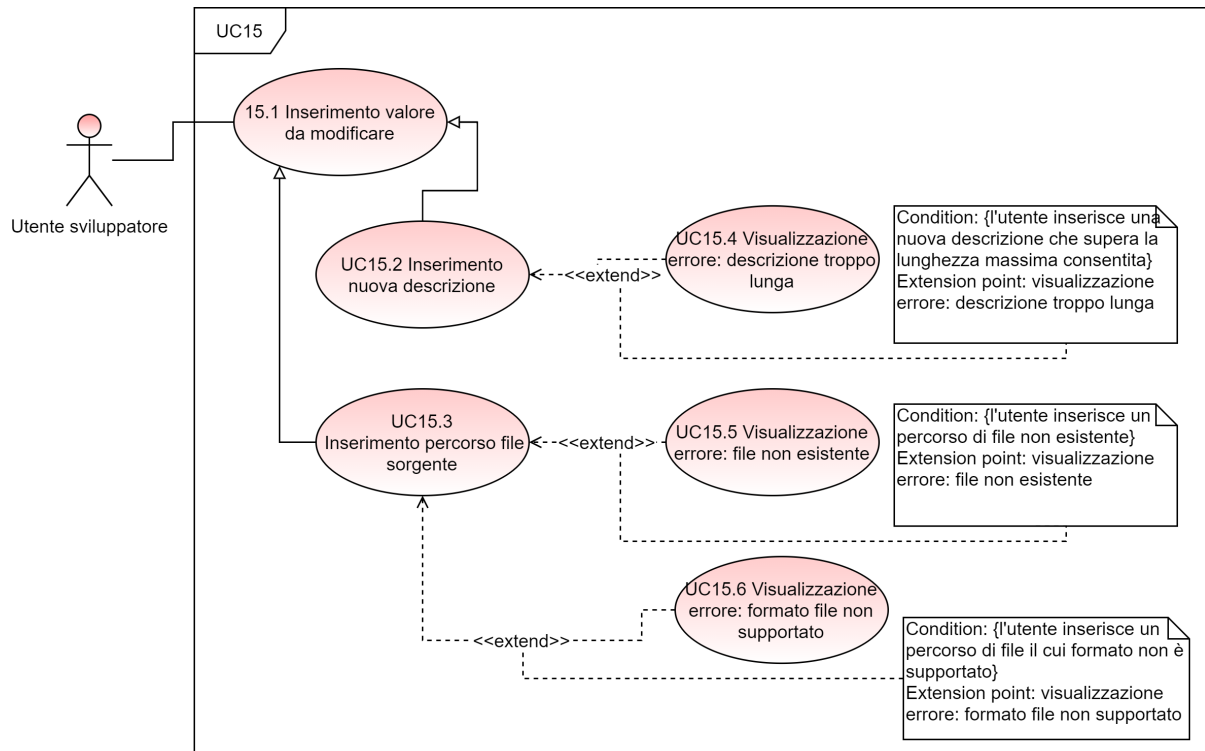 UC15
15.1 Inserimento valore
da modificare
Utente sviluppatore
UC15.2 Inserimento
nuova descrizione
<<extend>>
UC15.4 Visualizzazione
errore: descrizione troppo
lunga
Condition: {l'utente inserisce una
nuova descrizione che supera la
lunghezza massima consentita}
Extension point: visualizzazione
errore: descrizione troppo lunga
UC15.3
Inserimento percorso file
sorgente
<<extend>>
UC15.5 Visualizzazione
errore: file non esistente
Condition: {l'utente inserisce un
percorso di file non esistente}
Extension point: visualizzazione
errore: file non esistente
<<extend>>
UC15.6 Visualizzazione
errore: formato file non
supportato
Condition: {l'utente inserisce un
percorso di file il cui formato non è
supportato}
Extension point: visualizzazione
errore: formato file non supportato